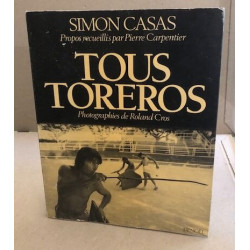 SIMON CASAS
Propos recueillis par Pierre Carpentier
TOUS
TOREROS
Photographies de Roland Cros